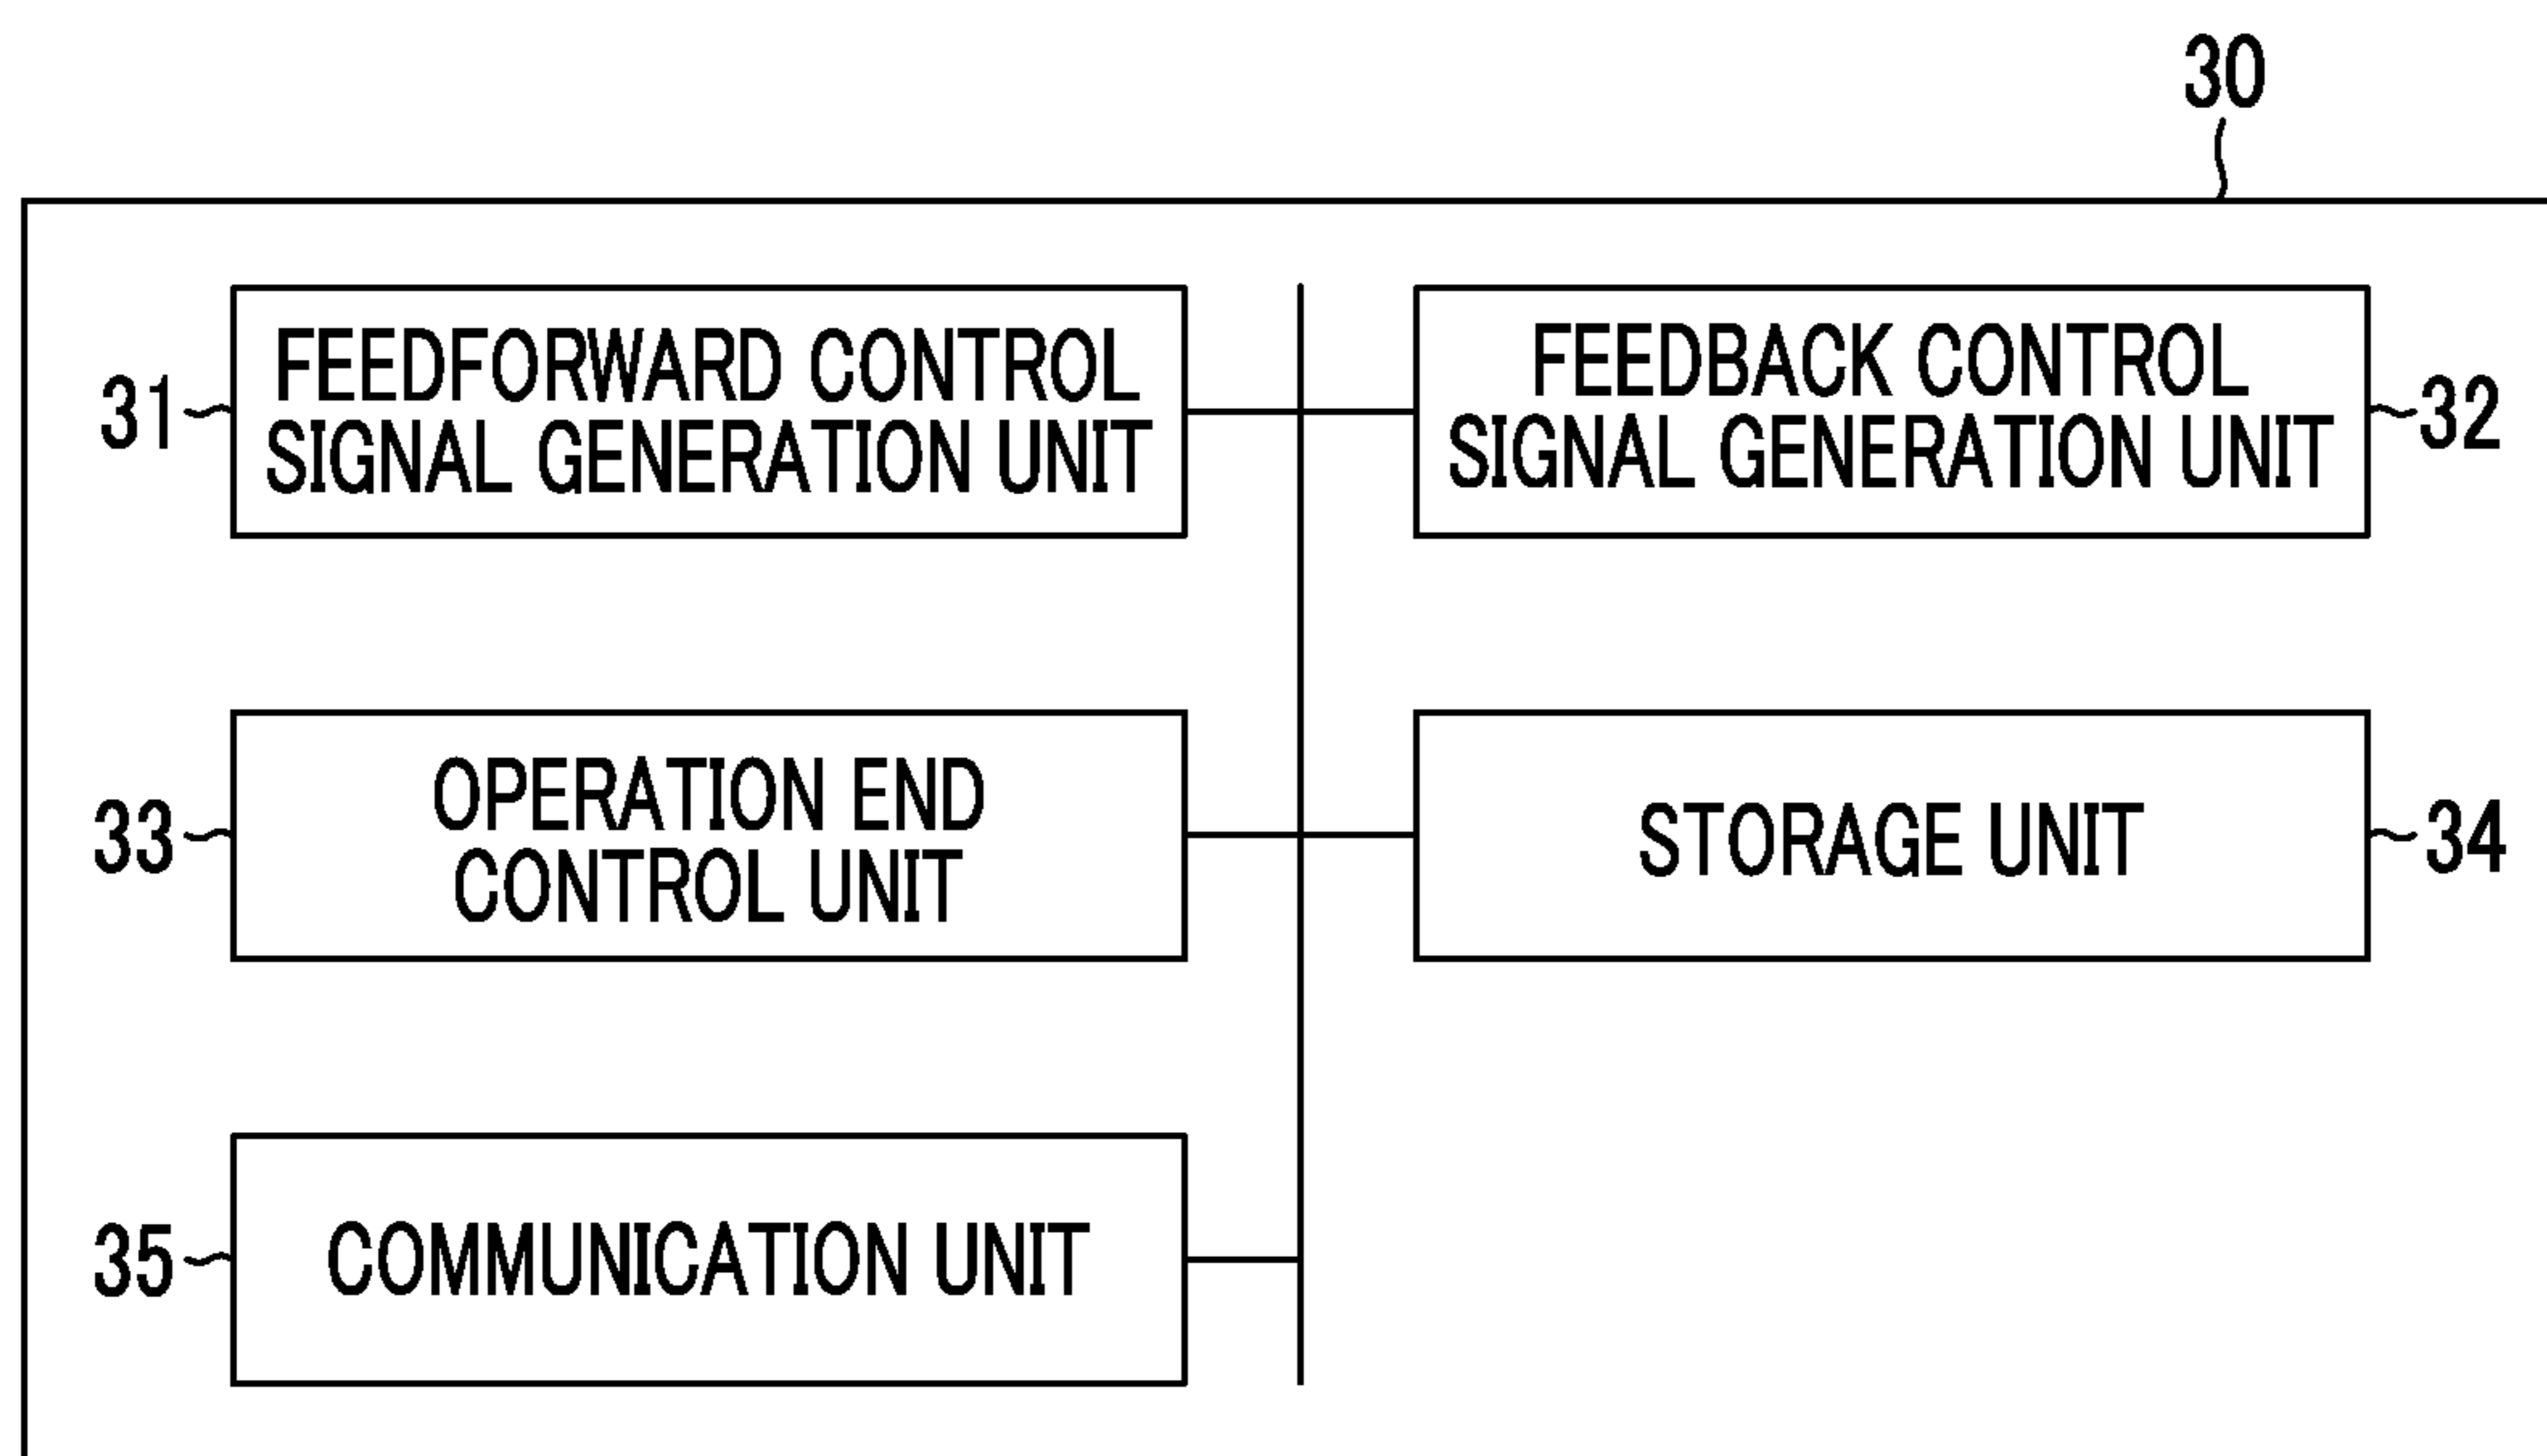 30
31
FEEDFORWARD CONTROL
SIGNAL GENERATION UNIT
FEEDBACK CONTROL
SIGNAL GENERATION UNIT
32
33
OPERATION END
CONTROL UNIT
STORAGE UNIT
34
35
COMMUNICATION UNIT